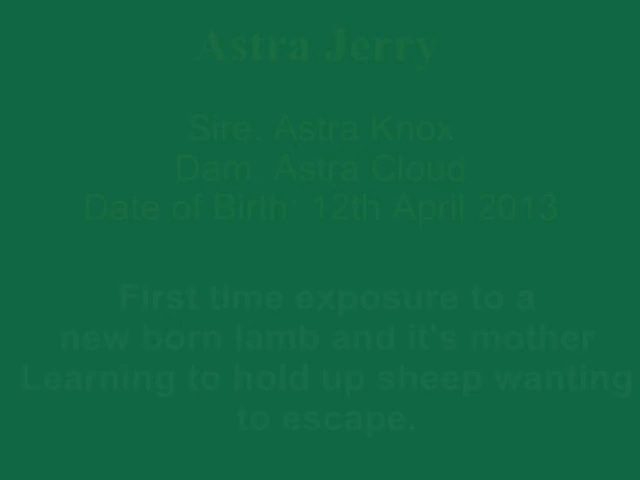 Astra Jerry
Sire: Astra Knox
Dam: Astra Cloud
Date of Birth: 12th April 2013
First time exposure to a
new born lamb and it's mother
Learning to hold up sheep wanting
to escape.